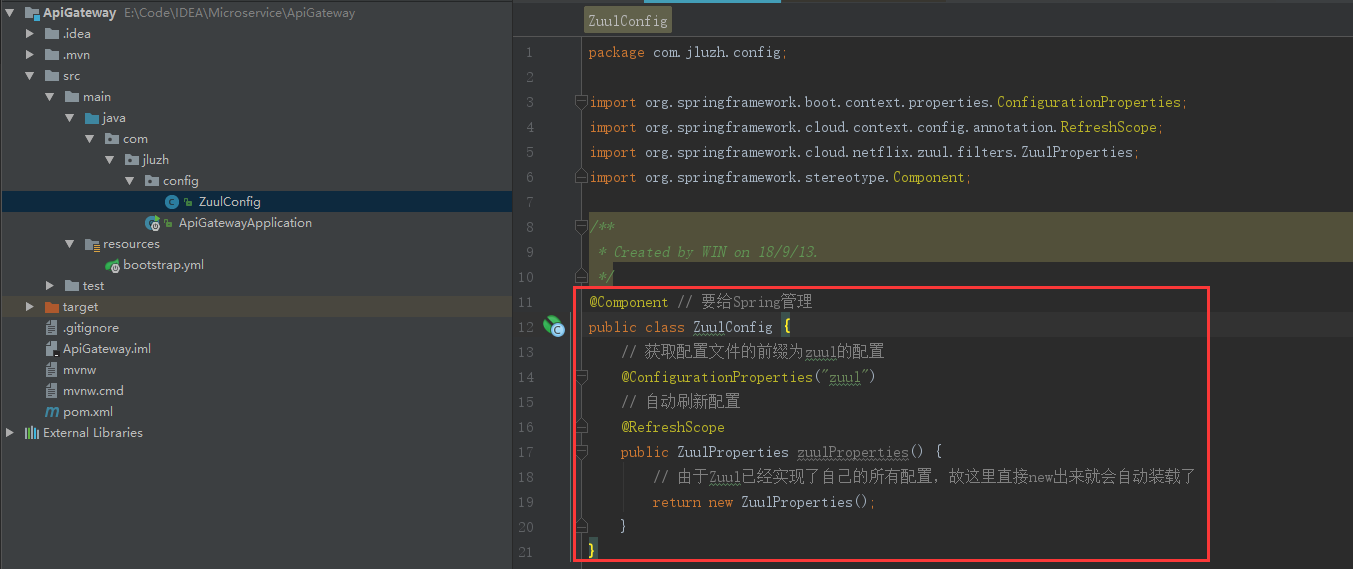 ApiGateway E:\Code\IDEA\Microservice\ApiGateway
.idea
.mvn
src
main
java
com
jluzh
config
ZuulConfig
ApiGatewayApplication
resources
bootstrap.yml
test
target
.gitignore
ApiGateway.iml
mvnw
mvnw.cmd
pom.xml
External Libraries
ZuulConfig
1 package com.jluzh.config;
2
3 import org.springframework.boot.context.properties.ConfigurationProperties;
4 import org.springframework.cloud.context.config.annotation.RefreshScope;
5 import org.springframework.cloud.netflix.zuul.filters.ZuulProperties;
6 import org.springframework.stereotype.Component;
7
8 /**
9 * Created by WIN on 18/9/13.
10 */
11 @Component // 要给Spring管理
12 public class ZuulConfig {
13 // 获取配置文件的前缀为zuul的配置
14 @ConfigurationProperties("zuul")
15 // 自动刷新配置
16 @RefreshScope
17 public ZuulProperties zuulProperties() {
18 // 由于Zuul已经实现了自己的所有配置，故这里直接new出来就会自动装载了
19 return new ZuulProperties();
20 }
21 }